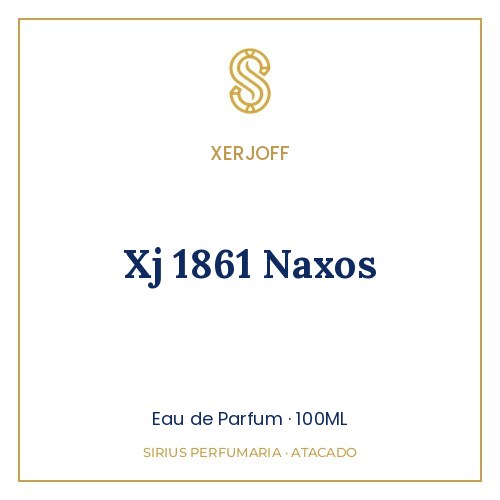 XERJOFF
Xj 1861 Naxos
Eau de Parfum · 100ML
SIRIUS PERFUMARIA · ATACADO